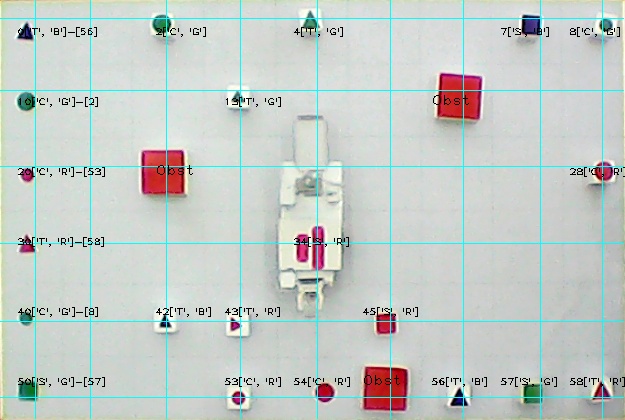 0['T', 'B']-[56]
2['C', 'G']
4['T', 'G']
7['S', 'B']
8['C', 'G']
10['C', 'G']-[2]
13['T', 'G']
Obst
20['C', 'R']-[53]
Obst
28['C', 'R']
30['T', 'R']-[58]
34['S', 'R']
40['C', 'G']-[8]
42['T', 'B']
43['T', 'R']
45['S', 'R']
50['S', 'G']-[57]
53['C', 'R']
54['C', 'R']
Obst
56['T', 'B']
57['S', 'G']
58['T', 'R']